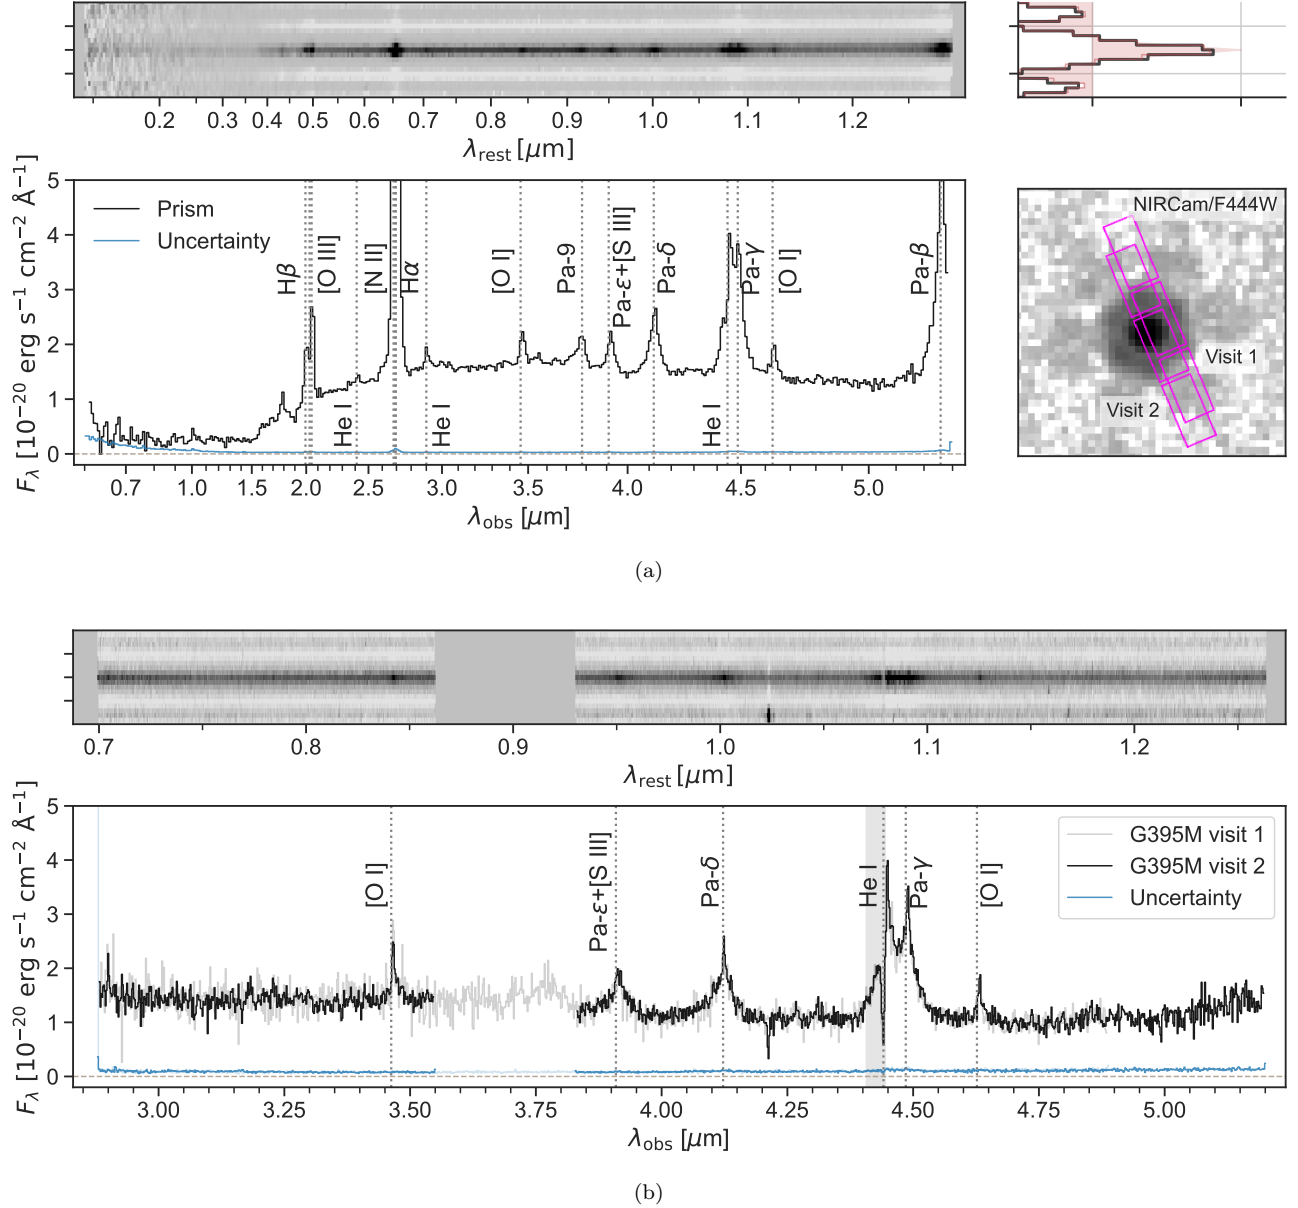 0.2 0.3 0.4 0.5 0.6 0.7 0.8 0.9 1.0 1.1 1.2
λrest [μm]
Fλ [10−20 erg s−1 cm−2 Å−1]
5
4
3
2
1
0
Prism
Uncertainty
Hβ
[O III]
[N II]
Hα
[O I]
Pa-9
Pa-ε+[S III]
Pa-δ
Pa-γ
[O I]
Pa-β
He I
He I
He I
0.7 1.0 1.5 2.0 2.5 3.0 3.5 4.0 4.5 5.0
λobs [μm]
NIRCam/F444W
Visit 1
Visit 2
(a)
0.7 0.8 0.9 1.0 1.1 1.2
λrest [μm]
Fλ [10−20 erg s−1 cm−2 Å−1]
5
4
3
2
1
0
[O I]
Pa-ε+[S III]
Pa-δ
He I
Pa-γ
[O I]
G395M visit 1
G395M visit 2
Uncertainty
3.00 3.25 3.50 3.75 4.00 4.25 4.50 4.75 5.00
λobs [μm]
(b)